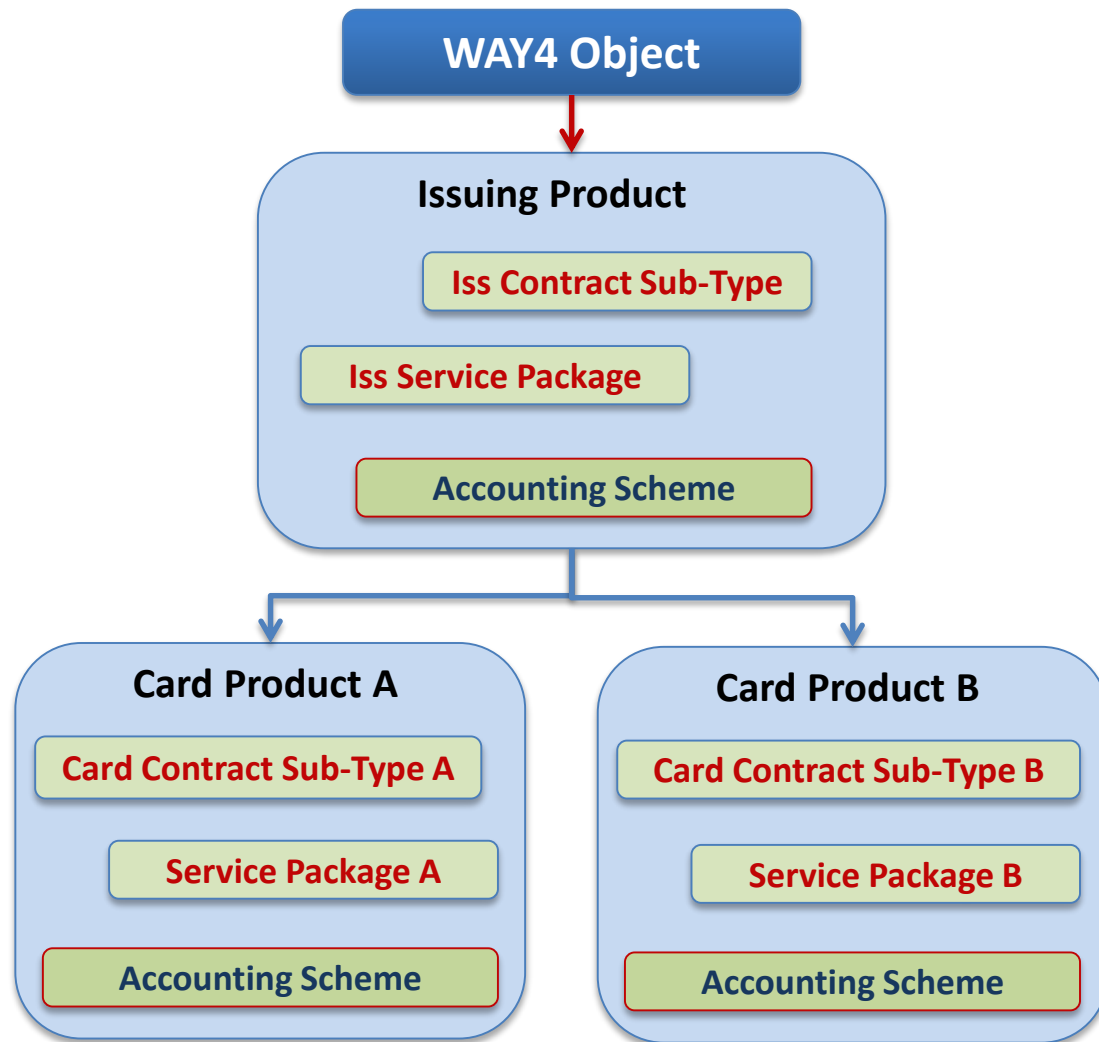 WAY4 Object
Issuing Product
Iss Contract Sub-Type
Iss Service Package
Accounting Scheme
Card Product A
Card Contract Sub-Type A
Service Package A
Accounting Scheme
Card Product B
Card Contract Sub-Type B
Service Package B
Accounting Scheme